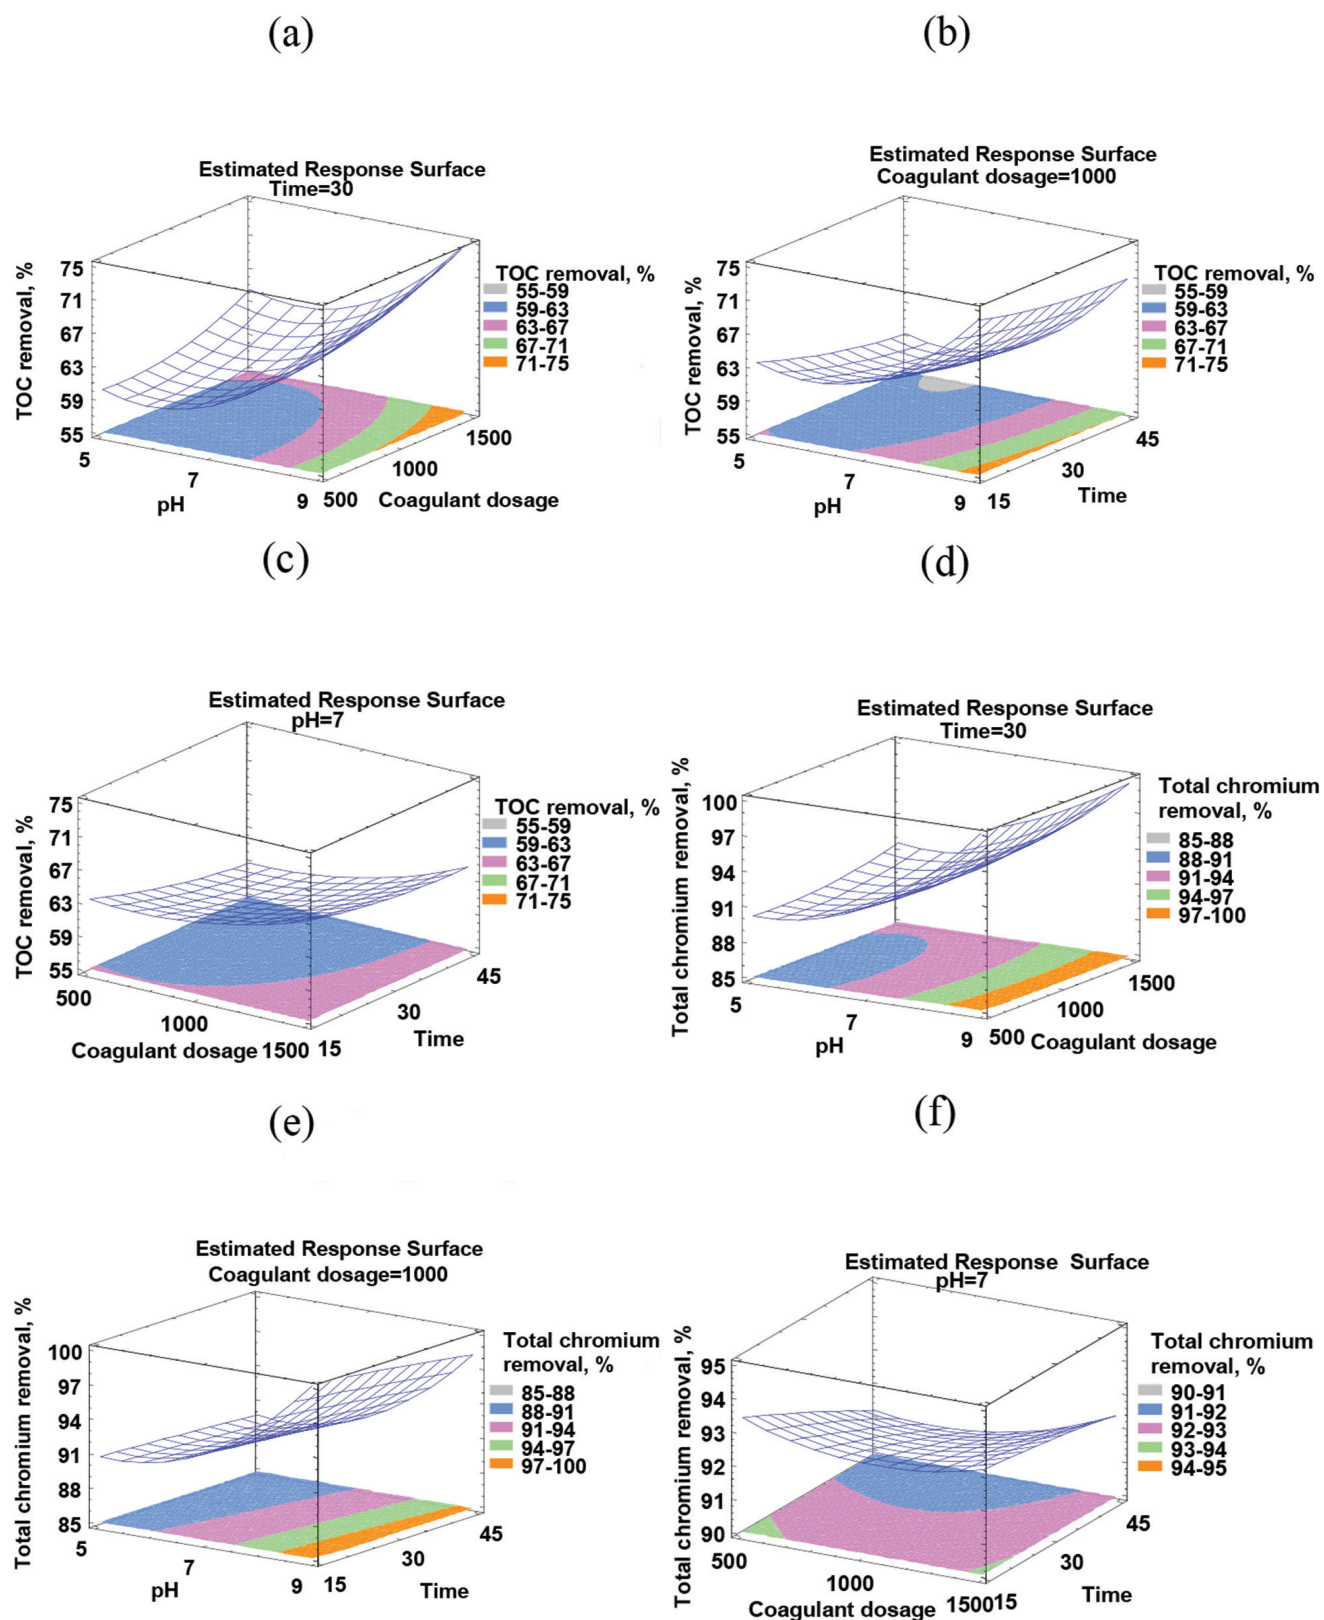 (a)
Estimated Response Surface
Time=30
TOC removal, %
75
71
67
63
59
55
5
7
9
pH
500
1000
1500
Coagulant dosage
TOC removal, %
55-59
59-63
63-67
67-71
71-75
(b)
Estimated Response Surface
Coagulant dosage=1000
TOC removal, %
75
71
67
63
59
55
5
7
9
pH
15
30
45
Time
TOC removal, %
55-59
59-63
63-67
67-71
71-75
(c)
Estimated Response Surface
pH=7
TOC removal, %
75
71
67
63
59
55
500
1000
1500
Coagulant dosage
15
30
45
Time
TOC removal, %
55-59
59-63
63-67
67-71
71-75
(d)
Estimated Response Surface
Time=30
Total chromium removal, %
100
97
94
91
88
85
5
7
9
pH
500
1000
1500
Coagulant dosage
Total chromium
removal, %
85-88
88-91
91-94
94-97
97-100
(e)
Estimated Response Surface
Coagulant dosage=1000
Total chromium removal, %
100
97
94
91
88
85
5
7
9
pH
15
30
45
Time
Total chromium
removal, %
85-88
88-91
91-94
94-97
97-100
(f)
Estimated Response Surface
pH=7
Total chromium removal, %
95
94
93
92
91
90
500
1000
1500
Coagulant dosage
15
30
45
Time
Total chromium
removal, %
90-91
91-92
92-93
93-94
94-95